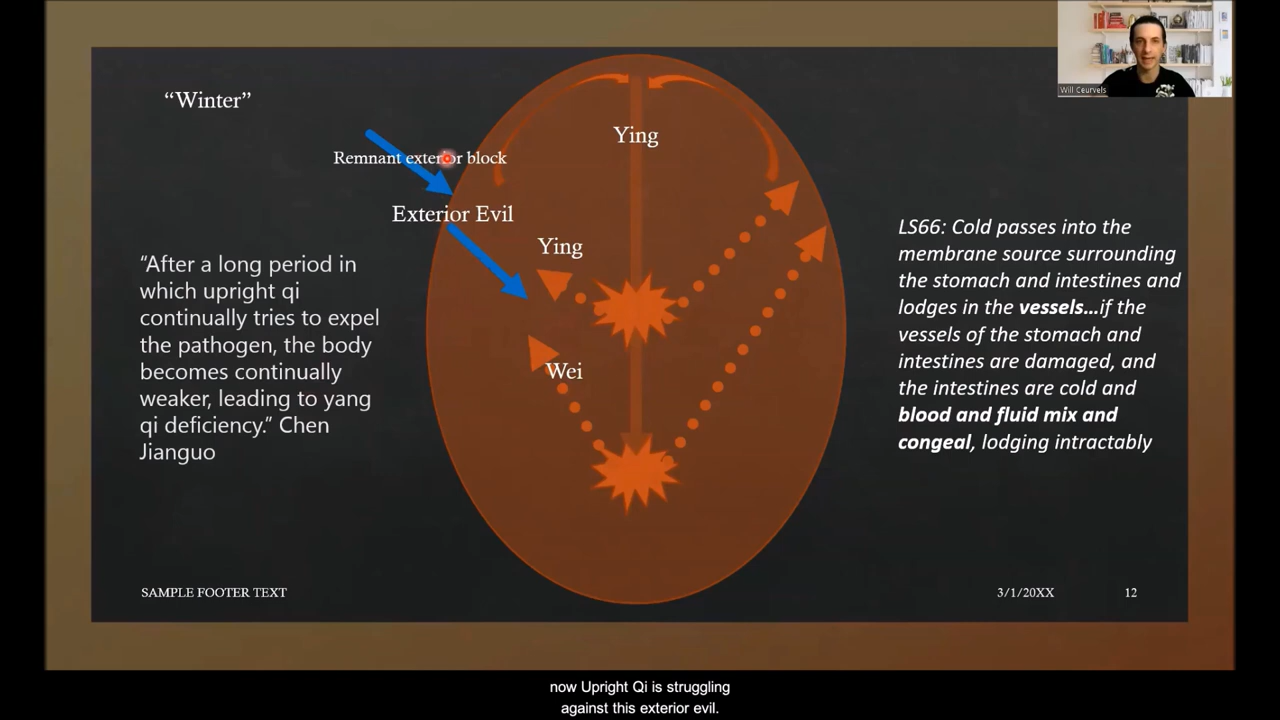 "Winter"
Remnant exterior block
Exterior Evil
Ying
Ying
Wei
"After a long period in
which upright qi
continually tries to expel
the pathogen, the body
becomes continually
weaker, leading to yang
qi deficiency." Chen
Jianguo
LS66: Cold passes into the
membrane source surrounding
the stomach and intestines and
lodges in the vessels...if the
vessels of the stomach and
intestines are damaged, and
the intestines are cold and
blood and fluid mix and
congeal, lodging intractably
SAMPLE FOOTER TEXT
3/1/20XX
12
Will Ceurvels
now Upright Qi is struggling
against this exterior evil.